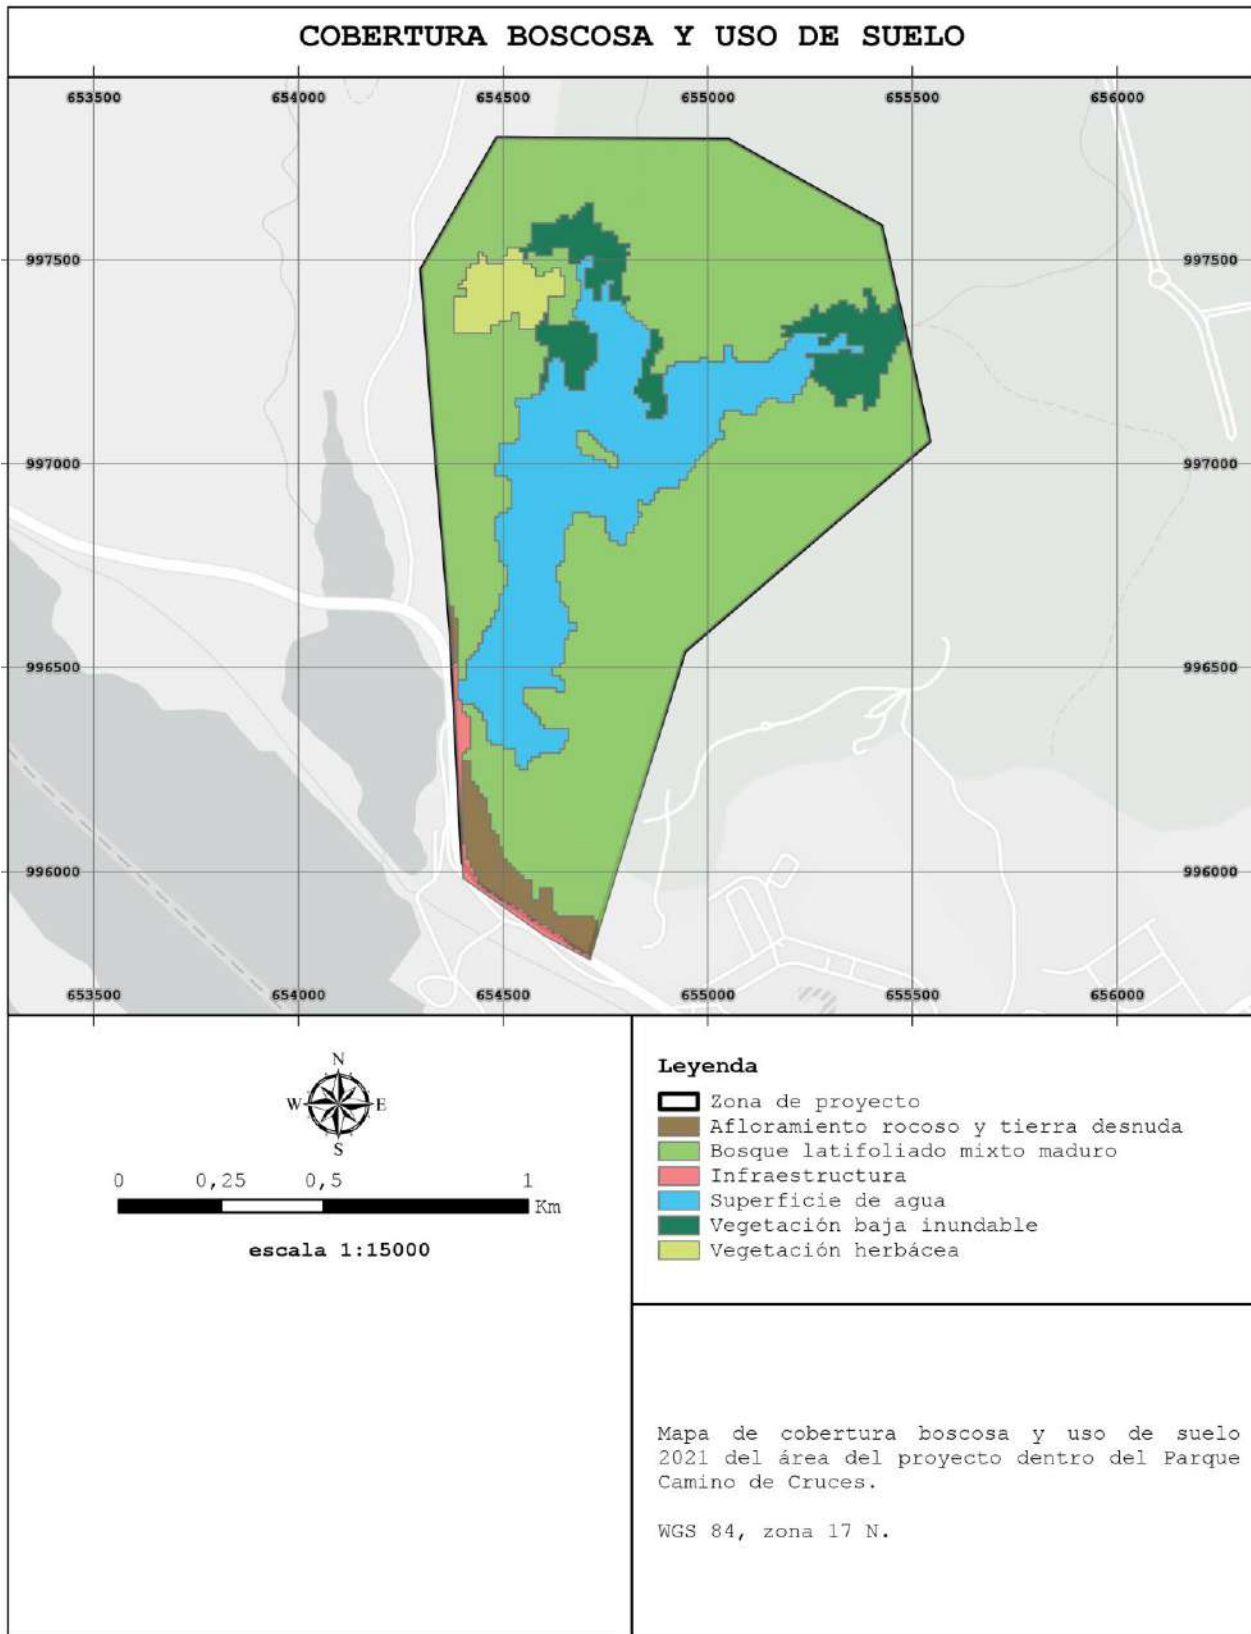 COBERTURA BOSCOSA Y USO DE SUELO
653500 654000 654500 655000 655500 656000
997500 997500
997000 997000
996500 996500
996000 996000
653500 654000 654500 655000 655500 656000
N
W E
S
0 0,25 0,5 1
Km
escala 1:15000
Leyenda
Zona de proyecto
Afloramiento rocoso y tierra desnuda
Bosque latifoliado mixto maduro
Infraestructura
Superficie de agua
Vegetación baja inundable
Vegetación herbácea
Mapa de cobertura boscosa y uso de suelo
2021 del área del proyecto dentro del Parque
Camino de Cruces.
WGS 84, zona 17 N.